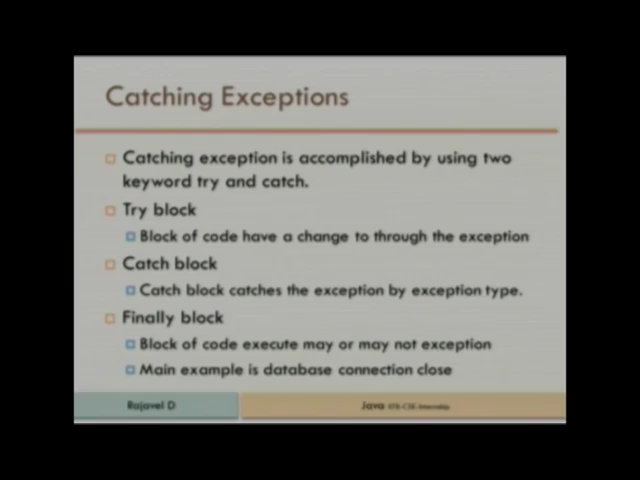 Catching Exceptions
Catching exception is accomplished by using two
keyword try and catch.
Try block
Block of code have a change to through the exception
Catch block
Catch block catches the exception by exception type.
Finally block
Block of code execute may or may not exception
Main example is database connection close
Rajavel D
Java